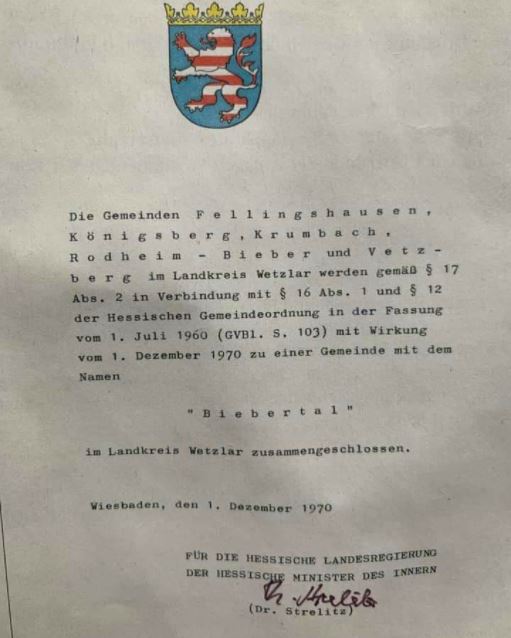 Die Gemeinden F e l l i n g s h a u s e n ,
K ö n i g s b e r g , K r u m b a c h ,
R o d h e i m - B i e b e r und V e t z -
b e r g im Landkreis Wetzlar werden gemäß § 17
Abs. 2 in Verbindung mit § 16 Abs. 1 und § 12
der Hessischen Gemeindeordnung in der Fassung
vom 1. Juli 1960 (GVBl. S. 103) mit Wirkung
vom 1. Dezember 1970 zu einer Gemeinde mit dem
Namen
" B i e b e r t a l "
im Landkreis Wetzlar zusammengeschlossen.
Wiesbaden, den 1. Dezember 1970
FÜR DIE HESSISCHE LANDESREGIERUNG
DER HESSISCHE MINISTER DES INNERN
(Dr. Strelitz)